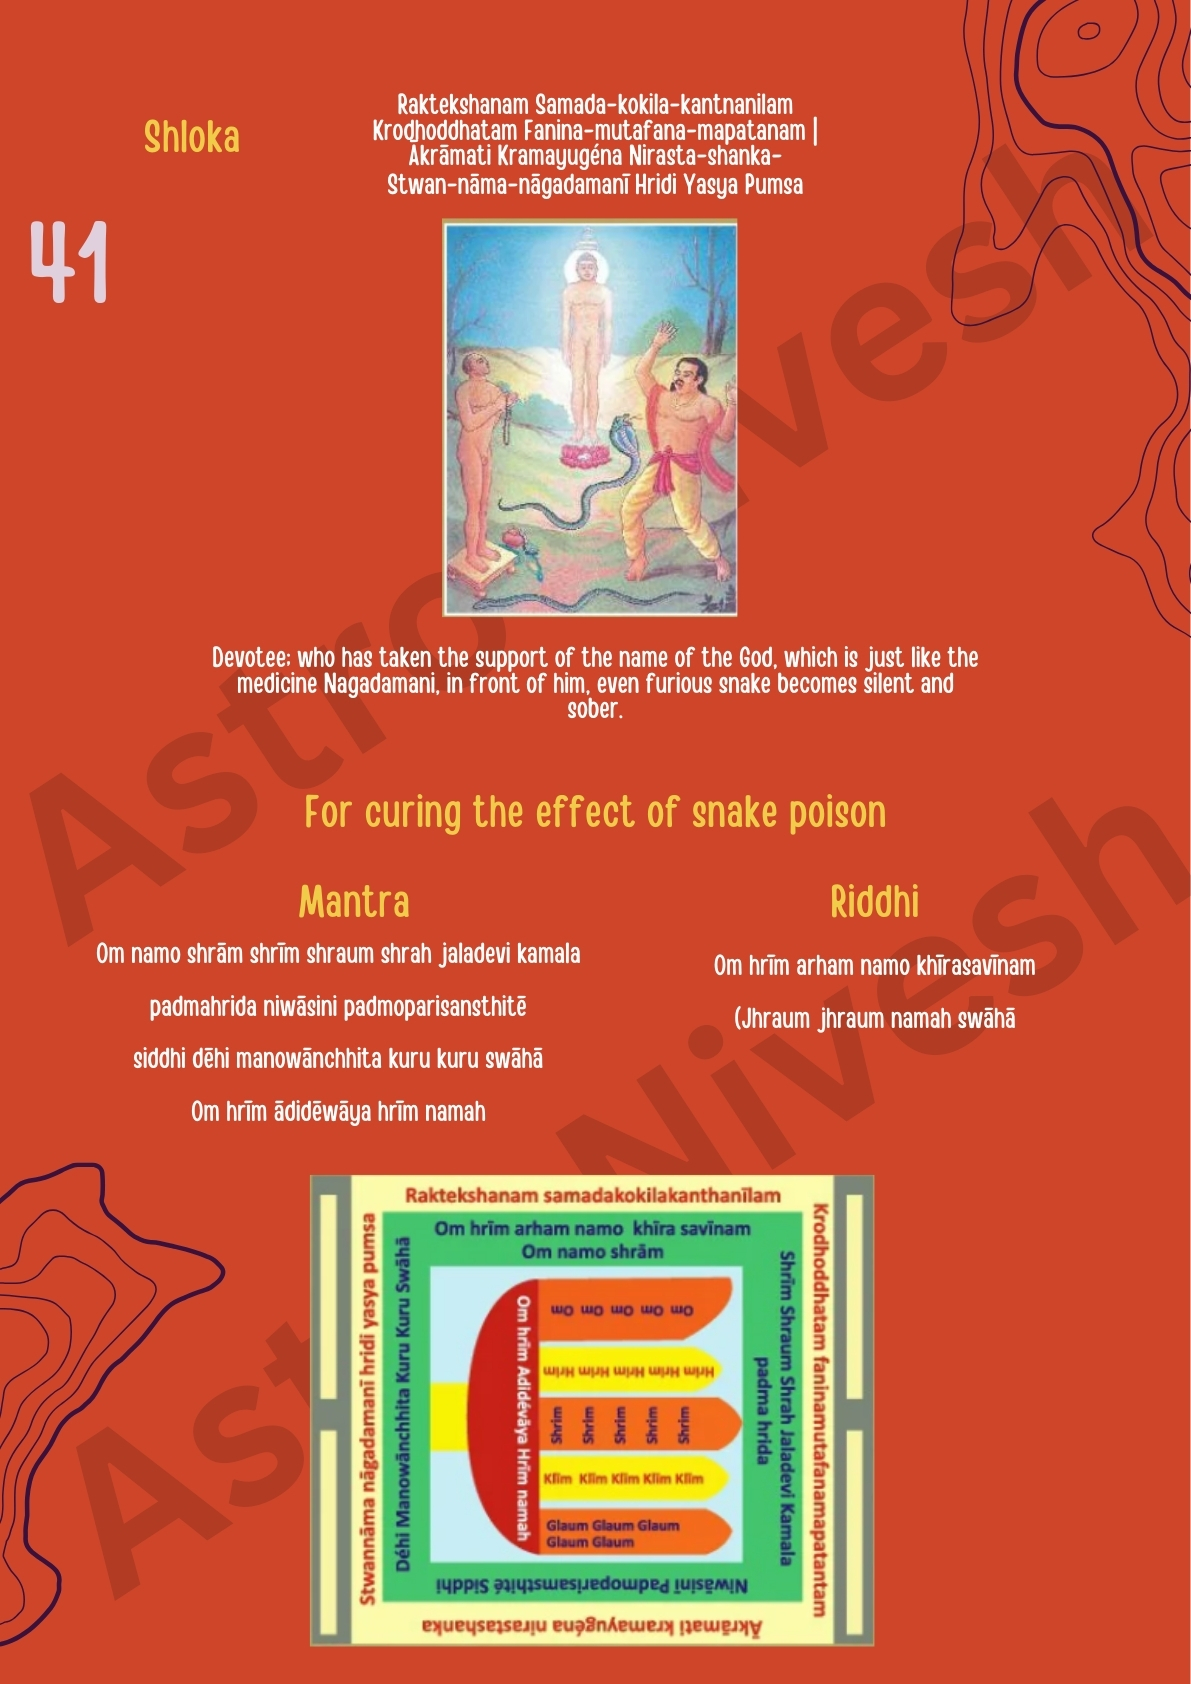 Shloka
41
Raktekshanam Samada-kokila-kantnanilam
Krodhoddhatam Fanina-mutafana-mapatanam |
Akrāmati Kramayugéna Nirasta-shanka-
Stwan-nāma-nāgadamanī Hridi Yasya Pumsa
Devotee; who has taken the support of the name of the God, which is just like the
medicine Nagadamani, in front of him, even furious snake becomes silent and
sober.
For curing the effect of snake poison
Mantra
Om namo shrām shrīm shraum shrah jaladevi kamala
padmahrida niwāsini padmoparisansthitē
siddhi dēhi manowānchhita kuru kuru swāhā
Om hrīm ādidēwāya hrīm namah
Riddhi
Om hrīm arham namo khīrasavīnam
(Jhraum jhraum namah swāhā
Raktekshanam samadakokilakanthanīlam
Krodhoddhatam faninamutafanamapatantam
Ākrāmati kramayugéna nirastashanka
Stwannāma nāgadamanī hridi yasya pumsa
Om hrīm arham namo khīra savīnam
Om namo shrām
Shrīm Shraum Shrah Jaladevi Kamala
padma hrida
Niwāsinī Padmoparisamsthité Siddhi
Déhi Manowānchhita Kuru Kuru Swāhā
Om hrīm Adidévāya Hrīm namah
Om Om Om Om Om
Hrīm Hrīm Hrīm Hrīm Hrīm
Shrīm Shrīm Shrīm Shrīm Shrīm
Klīm Klīm Klīm Klīm Klīm
Glaum Glaum Glaum
Glaum Glaum
Astro Nivesh
Astro Nivesh